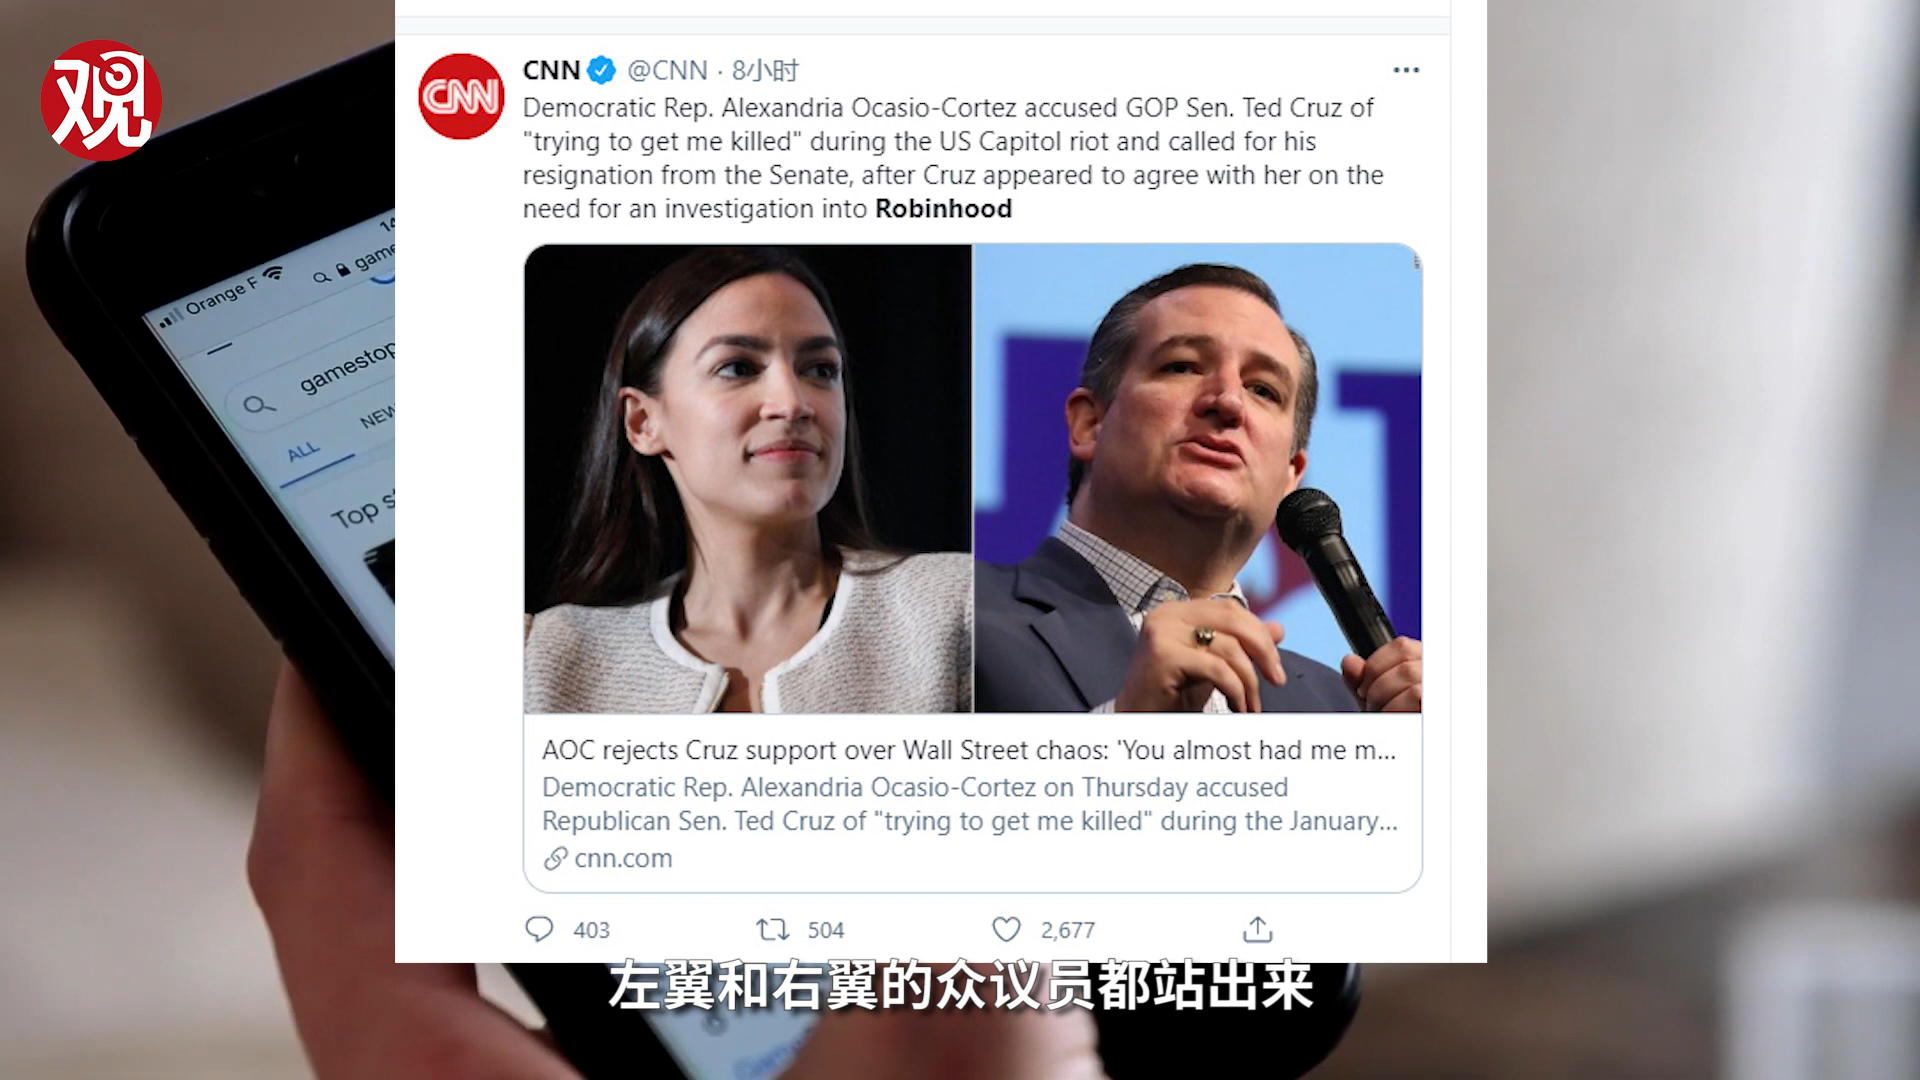 观
CNN @CNN · 8小时
Democratic Rep. Alexandria Ocasio-Cortez accused GOP Sen. Ted Cruz of
"trying to get me killed" during the US Capitol riot and called for his
resignation from the Senate, after Cruz appeared to agree with her on the
need for an investigation into Robinhood
CNN
AOC rejects Cruz support over Wall Street chaos: 'You almost had me m...
Democratic Rep. Alexandria Ocasio-Cortez on Thursday accused
Republican Sen. Ted Cruz of "trying to get me killed" during the January...
cnn.com
403 504 2,677
Orange F
14
game
gamestop
ALL NEW
Top s
左翼和右翼的众议员都站出来